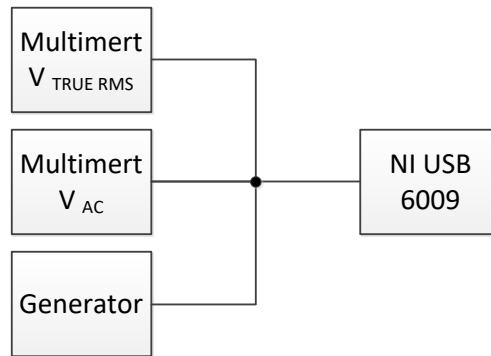 Multimert
V TRUE RMS
Multimert
V AC
Generator
NI USB
6009